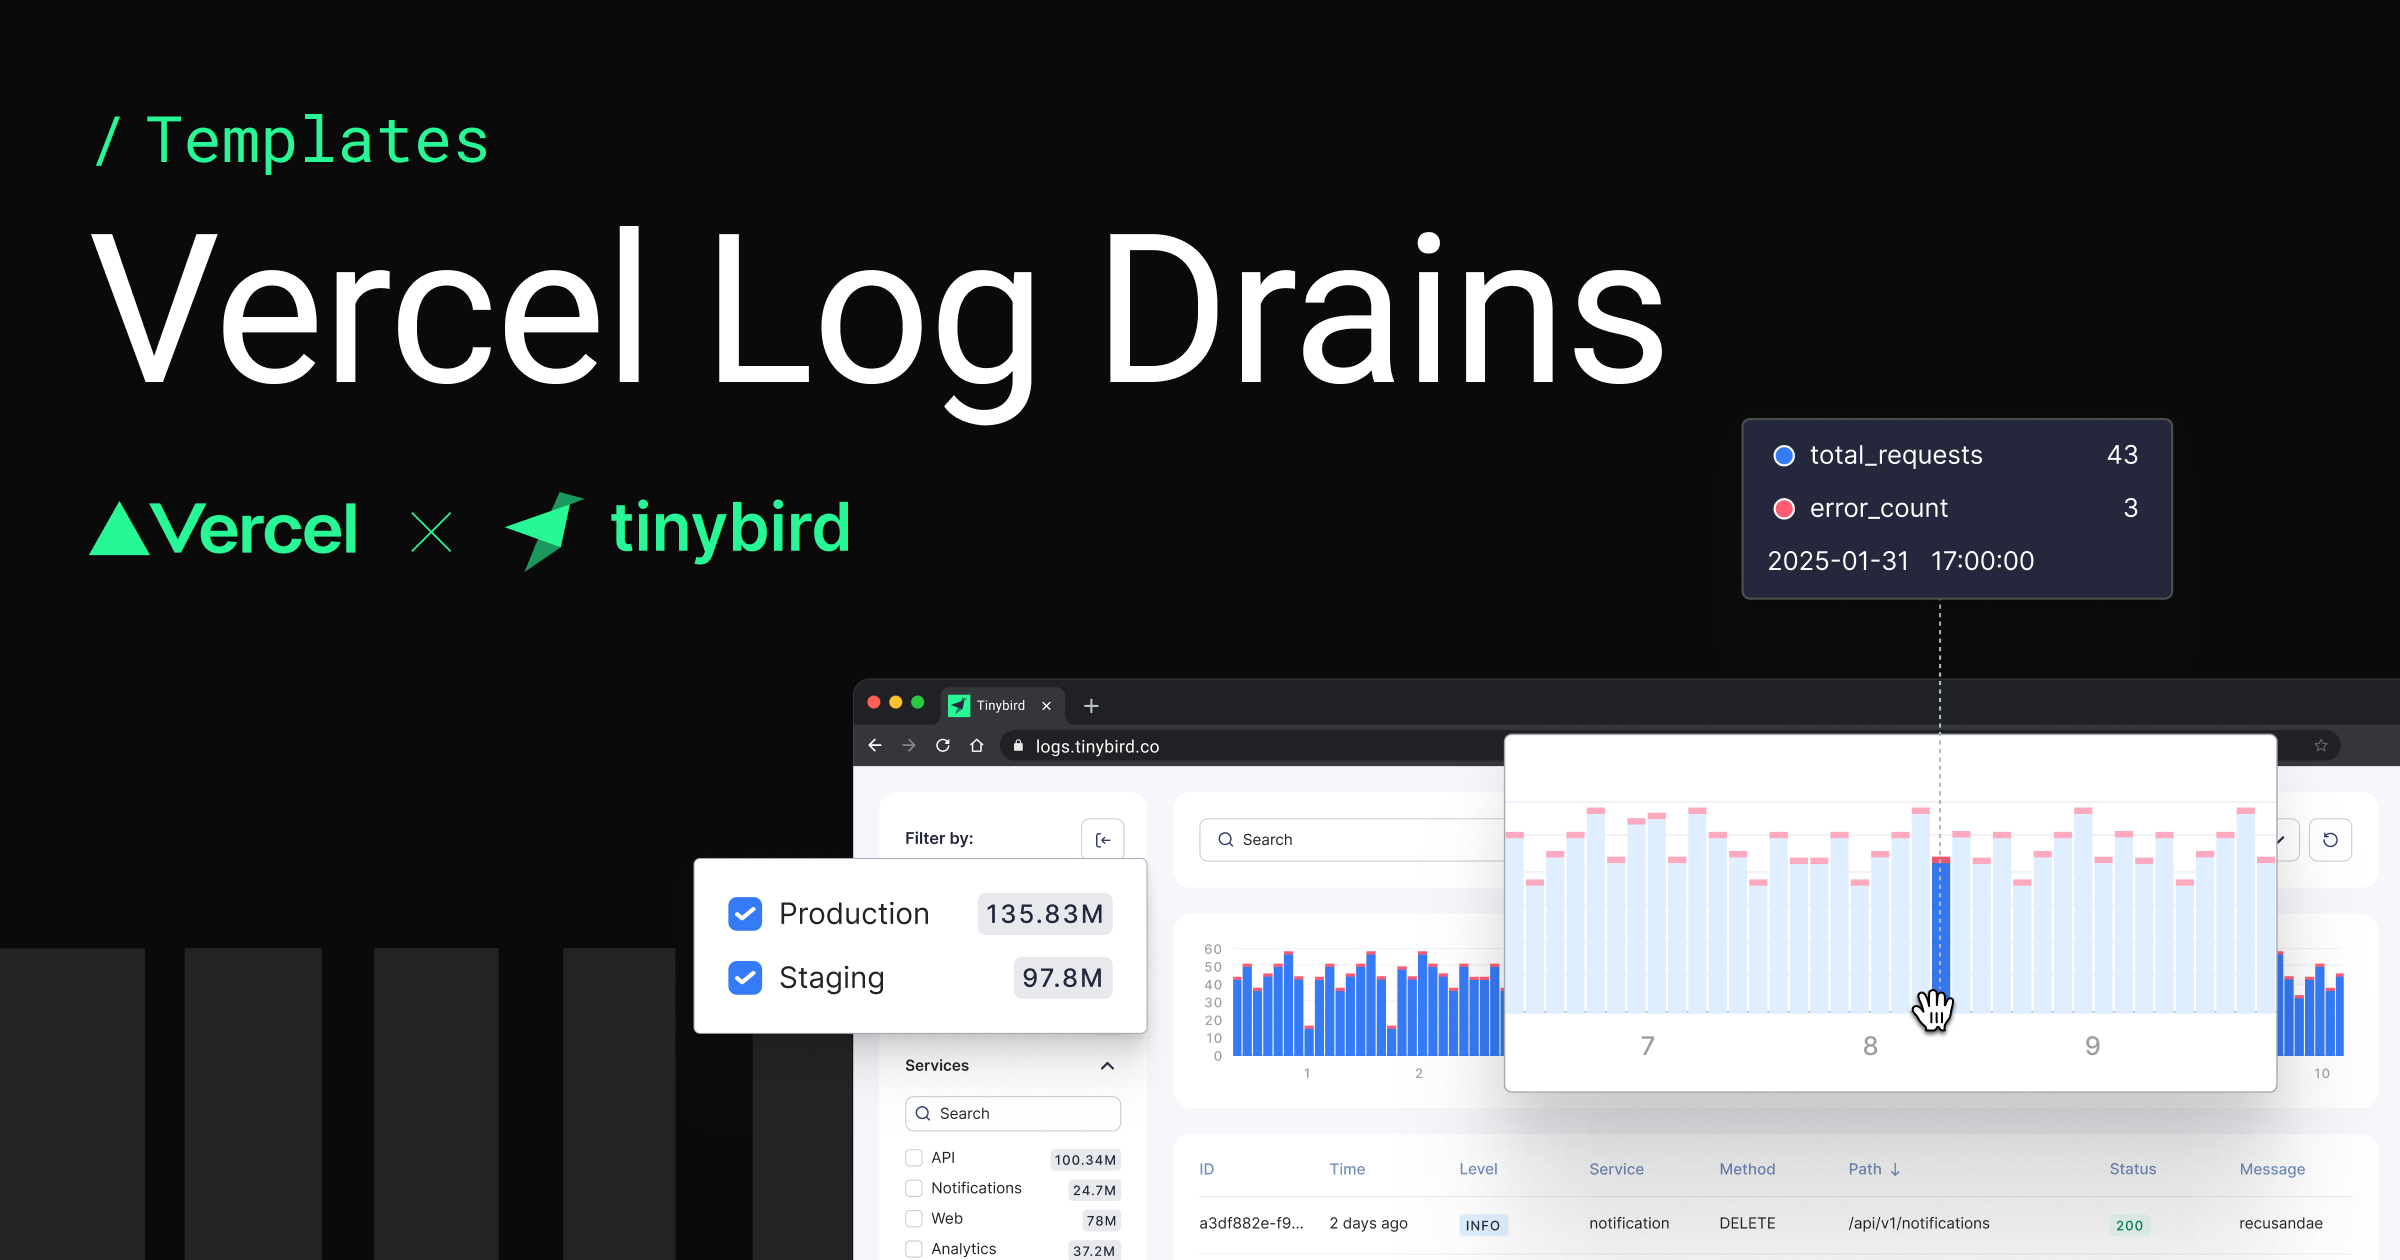 / Templates
Vercel Log Drains
Vercel × tinybird
total_requests 43
error_count 3
2025-01-31 17:00:00
Tinybird
logs.tinybird.co
Filter by:
Search
Production 135.83M
Staging 97.8M
60
50
40
30
20
10
0
1 2 7 8 9 10
Services
Search
API 100.34M
Notifications 24.7M
Web 78M
Analytics 37.2M
ID Time Level Service Method Path ↓ Status Message
a3df882e-f9... 2 days ago INFO notification DELETE /api/v1/notifications 200 recusandae